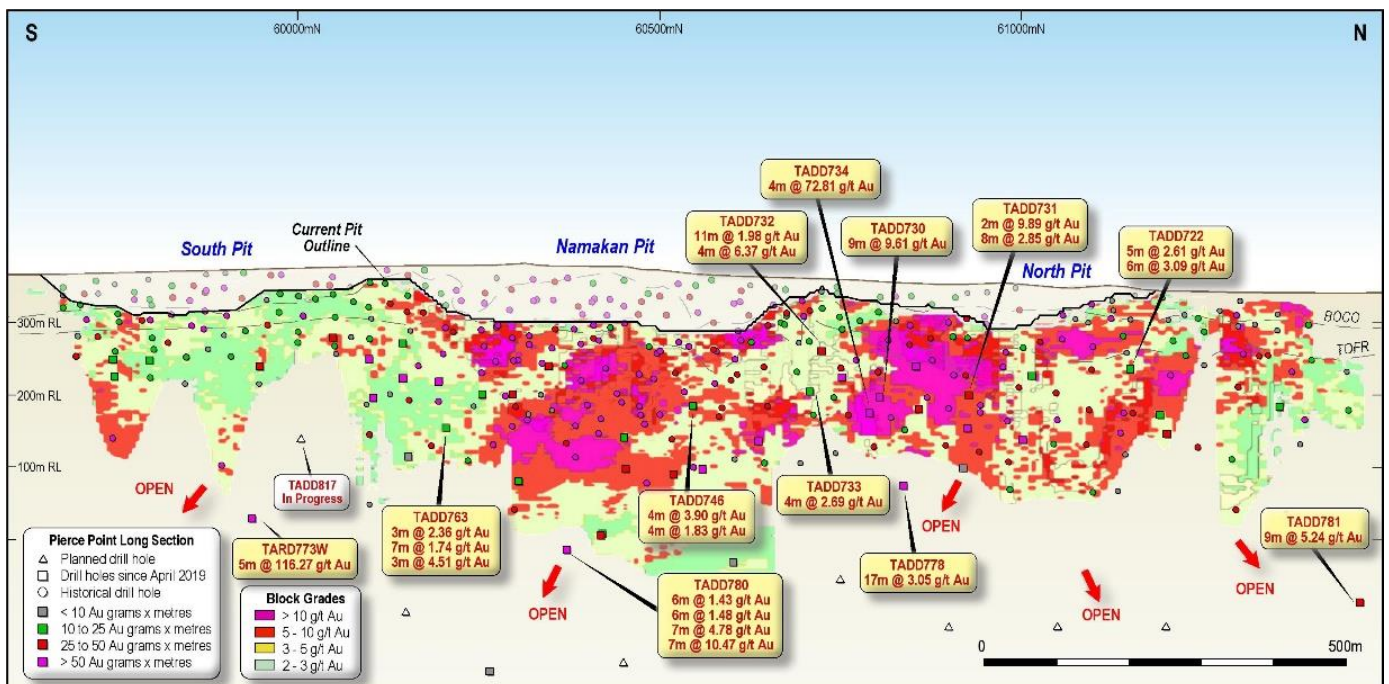 S
60000mN
60500mN
61000mN
N
TADD734
4m @ 72.81 g/t Au
TADD732
11m @ 1.98 g/t Au
4m @ 6.37 g/t Au
TADD730
9m @ 9.61 g/t Au
TADD731
2m @ 9.89 g/t Au
8m @ 2.85 g/t Au
TADD722
5m @ 2.61 g/t Au
6m @ 3.09 g/t Au
South Pit
Current Pit
Outline
Namakan Pit
North Pit
300m RL
BOCO
TOFR
200m RL
100m RL
OPEN
TADD817
In Progress
TARD773W
5m @ 116.27 g/t Au
TADD763
3m @ 2.36 g/t Au
7m @ 1.74 g/t Au
3m @ 4.51 g/t Au
OPEN
TADD746
4m @ 3.90 g/t Au
4m @ 1.83 g/t Au
TADD780
6m @ 1.43 g/t Au
6m @ 1.48 g/t Au
7m @ 4.78 g/t Au
7m @ 10.47 g/t Au
TADD733
4m @ 2.69 g/t Au
TADD778
17m @ 3.05 g/t Au
OPEN
OPEN
OPEN
TADD781
9m @ 5.24 g/t Au
Pierce Point Long Section
Planned drill hole
Drill holes since April 2019
Historical drill hole
< 10 Au grams x metres
10 to 25 Au grams x metres
25 to 50 Au grams x metres
> 50 Au grams x metres
Block Grades
> 10 g/t Au
5 - 10 g/t Au
3 - 5 g/t Au
2 - 3 g/t Au
0
500m